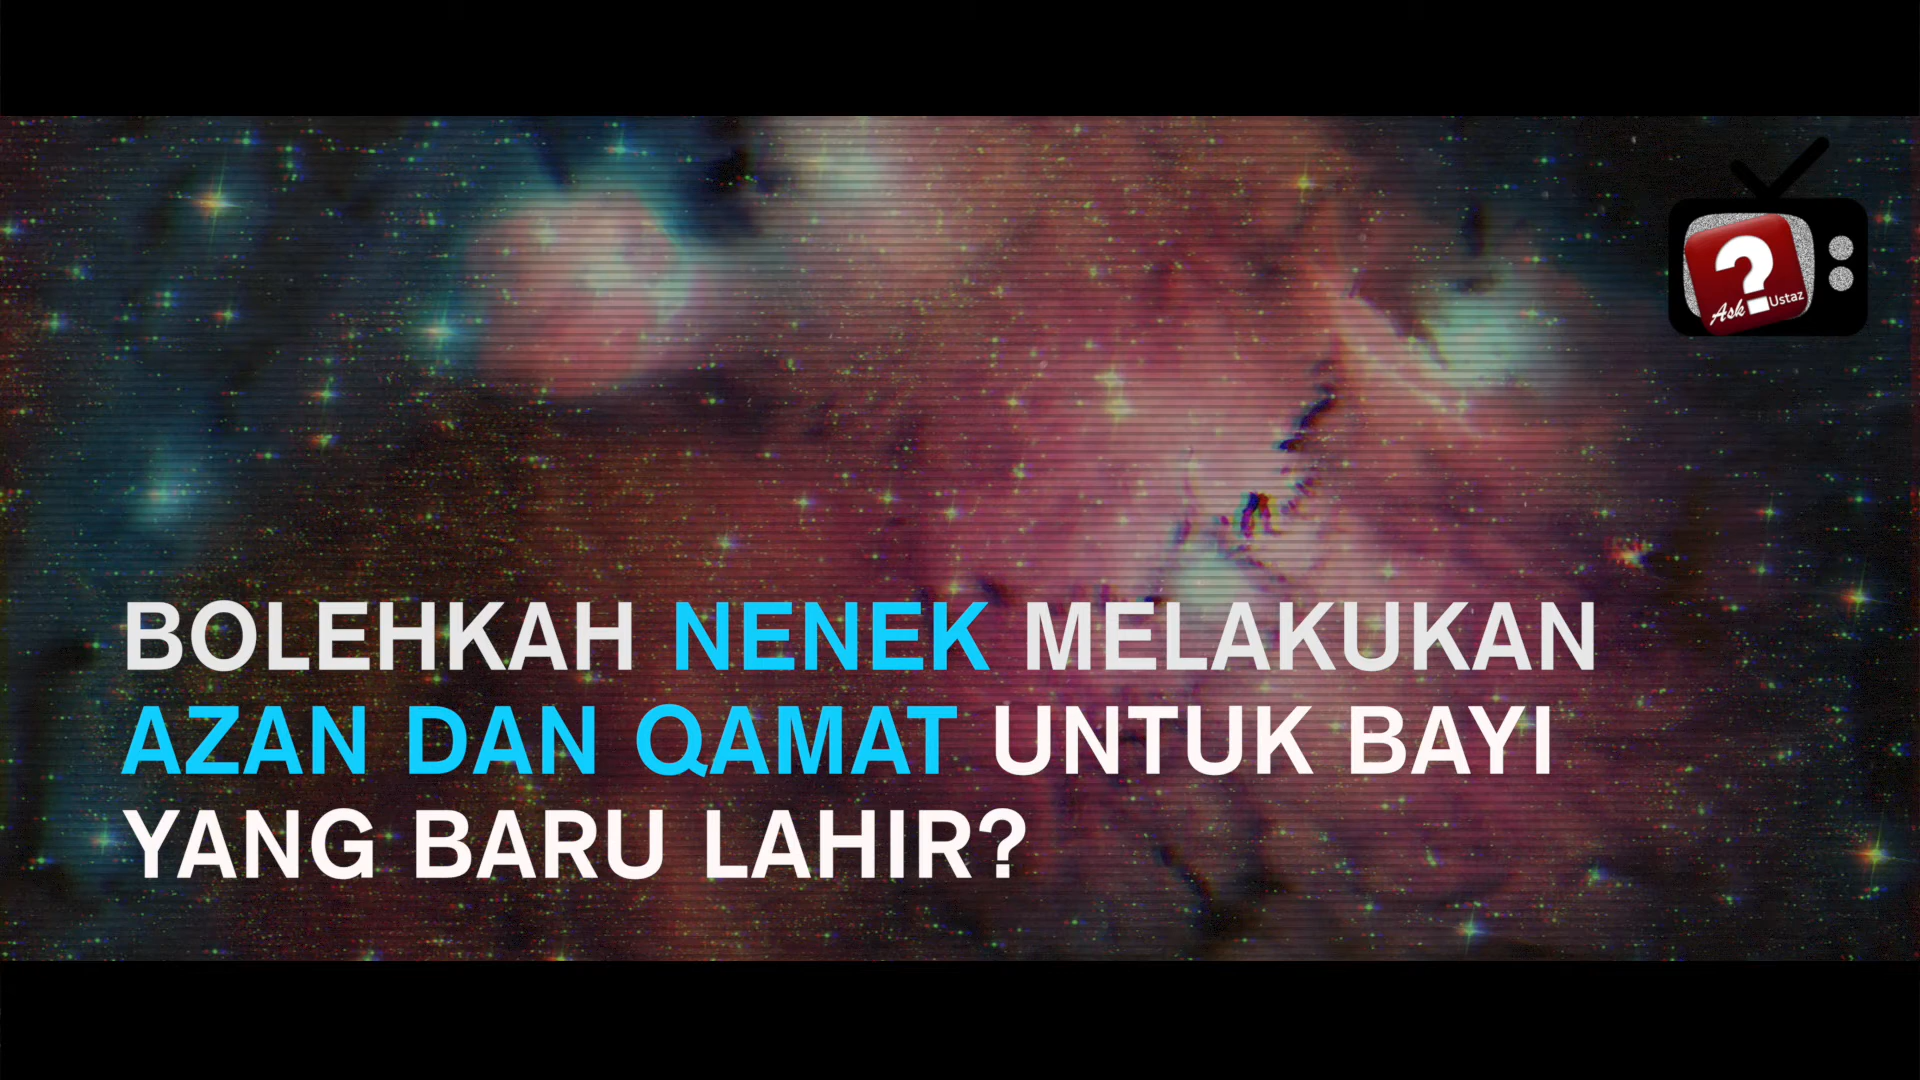 ? Ask Ustaz
BOLEHKAH NENEK MELAKUKAN
AZAN DAN QAMAT UNTUK BAYI
YANG BARU LAHIR?